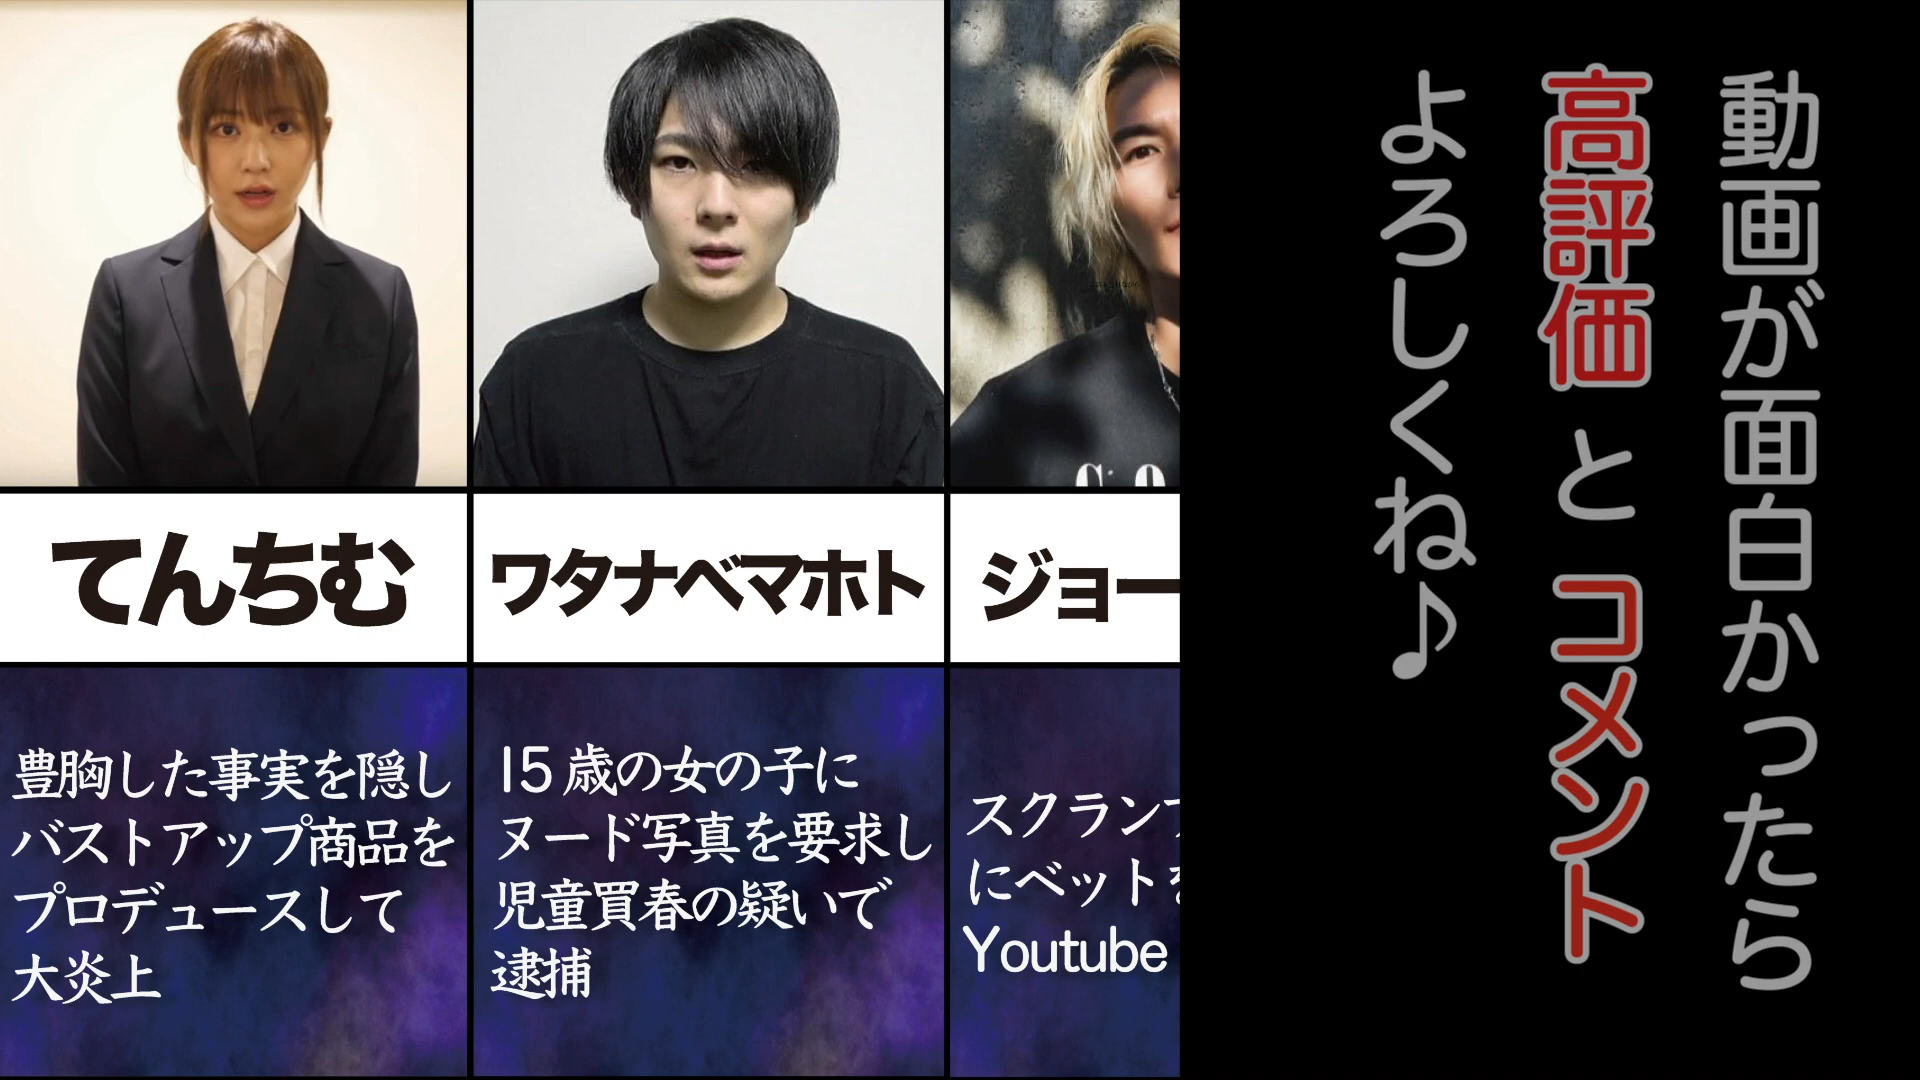 てんちむ
豊胸した事実を隠し
バストアップ商品を
プロデュースして
大炎上
ワタナベマホト
15歳の女の子に
ヌード写真を要求し
児童買春の疑いで
逮捕
ジョー
スクラン
にベット
Youtube
動画が面白かったら
高評価 と コメント
よろしくね♪